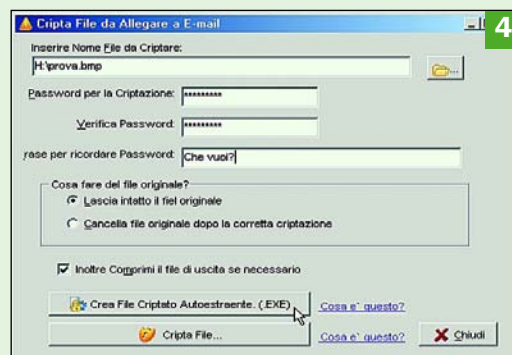 Cripta File da Allegare a E-mail
4
Inserire Nome File da Criptare:
H:\prova.bmp
Password per la Criptazione: *********
Verifica Password: *********
rase per ricordare Password: Che vuoi?
Cosa fare del file originale?
Lascia intatto il fiel originale
Cancella file originale dopo la corretta criptazione
Inoltre Comprimi il file di uscita se necessario
Crea File Criptato Autoestraente. (.EXE)
Cosa e` questo?
Cripta File...
Cosa e` questo?
Chiudi